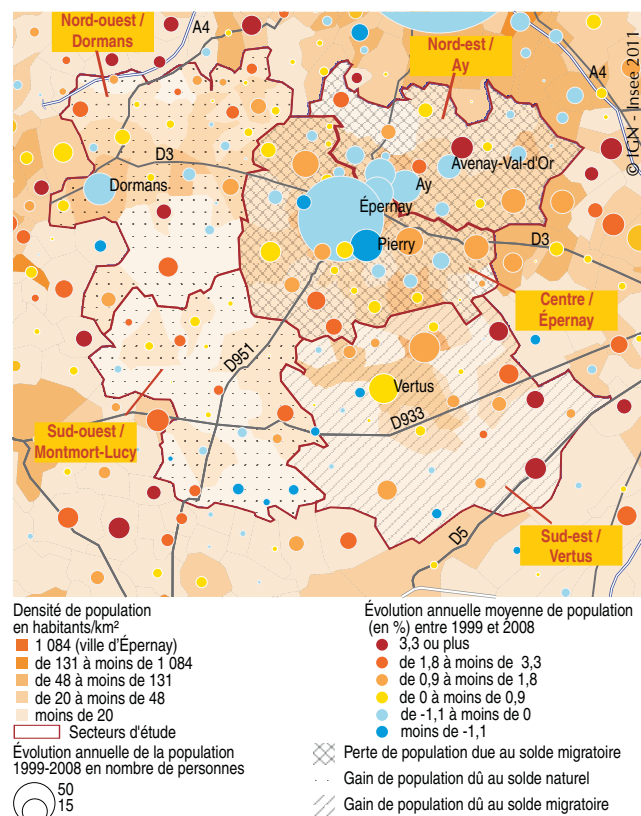 Nord-ouest /
Dormans
A4
Nord-est /
Ay
A4
© IGN - Insee 2011
D3
Avenay-Val-d'Or
Dormans
Ay
Épernay
Pierry
D3
Centre /
Épernay
D951
Vertus
D933
Sud-ouest /
Montmort-Lucy
D5
Sud-est /
Vertus
Densité de population
en habitants/km²
1 084 (ville d'Épernay)
de 131 à moins de 1 084
de 48 à moins de 131
de 20 à moins de 48
moins de 20
Secteurs d'étude
Évolution annuelle de la population
1999-2008 en nombre de personnes
50
15
Évolution annuelle moyenne de population
(en %) entre 1999 et 2008
3,3 ou plus
de 1,8 à moins de 3,3
de 0,9 à moins de 1,8
de 0 à moins de 0,9
de -1,1 à moins de 0
moins de -1,1
Perte de population due au solde migratoire
Gain de population dû au solde naturel
Gain de population dû au solde migratoire